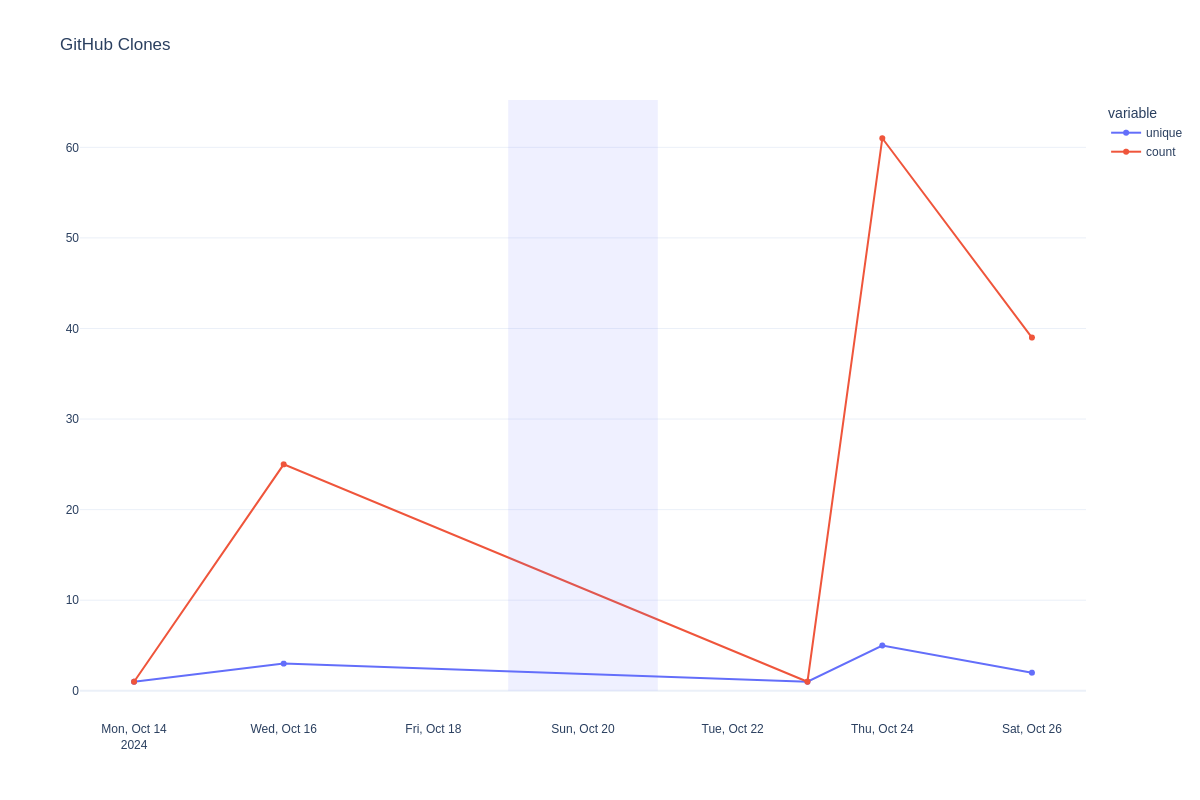 GitHub Clones
variable
unique
count
60
50
40
30
20
10
0
Mon, Oct 14
2024
Wed, Oct 16
Fri, Oct 18
Sun, Oct 20
Tue, Oct 22
Thu, Oct 24
Sat, Oct 26